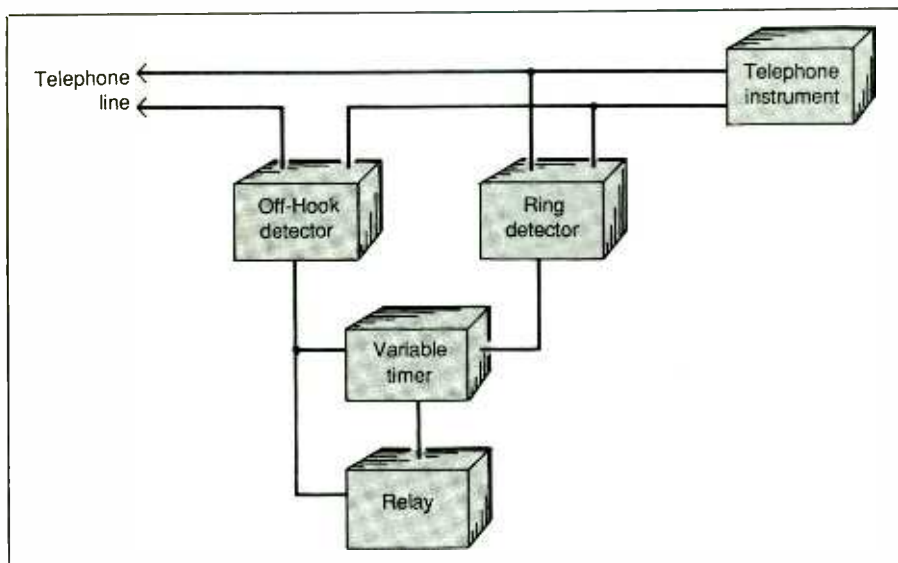 Telephone
line
Telephone
instrument
Off-Hook
detector
Ring
detector
Variable
timer
Relay